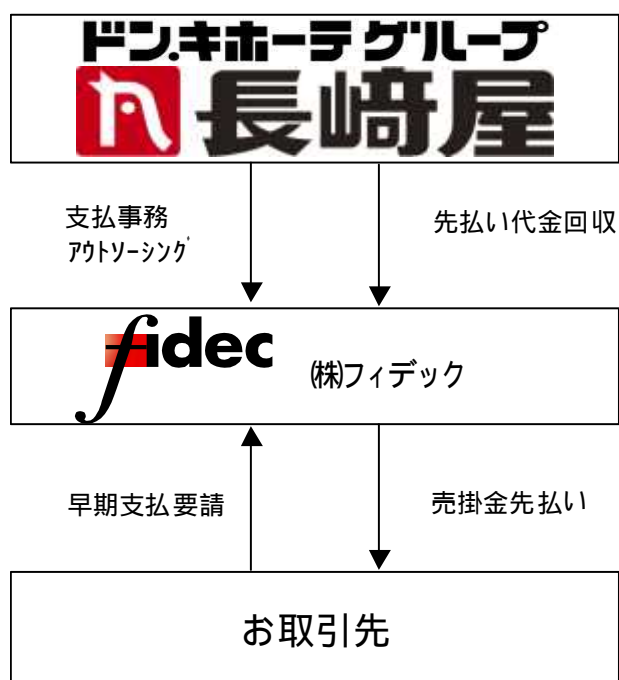 ドン.キホーテ グループ
長﨑屋
支払事務
ｱｳﾄｿｰｼﾝｸﾞ
先払い代金回収
fidec
㈱フィデック
早期支払要請
売掛金先払い
お取引先